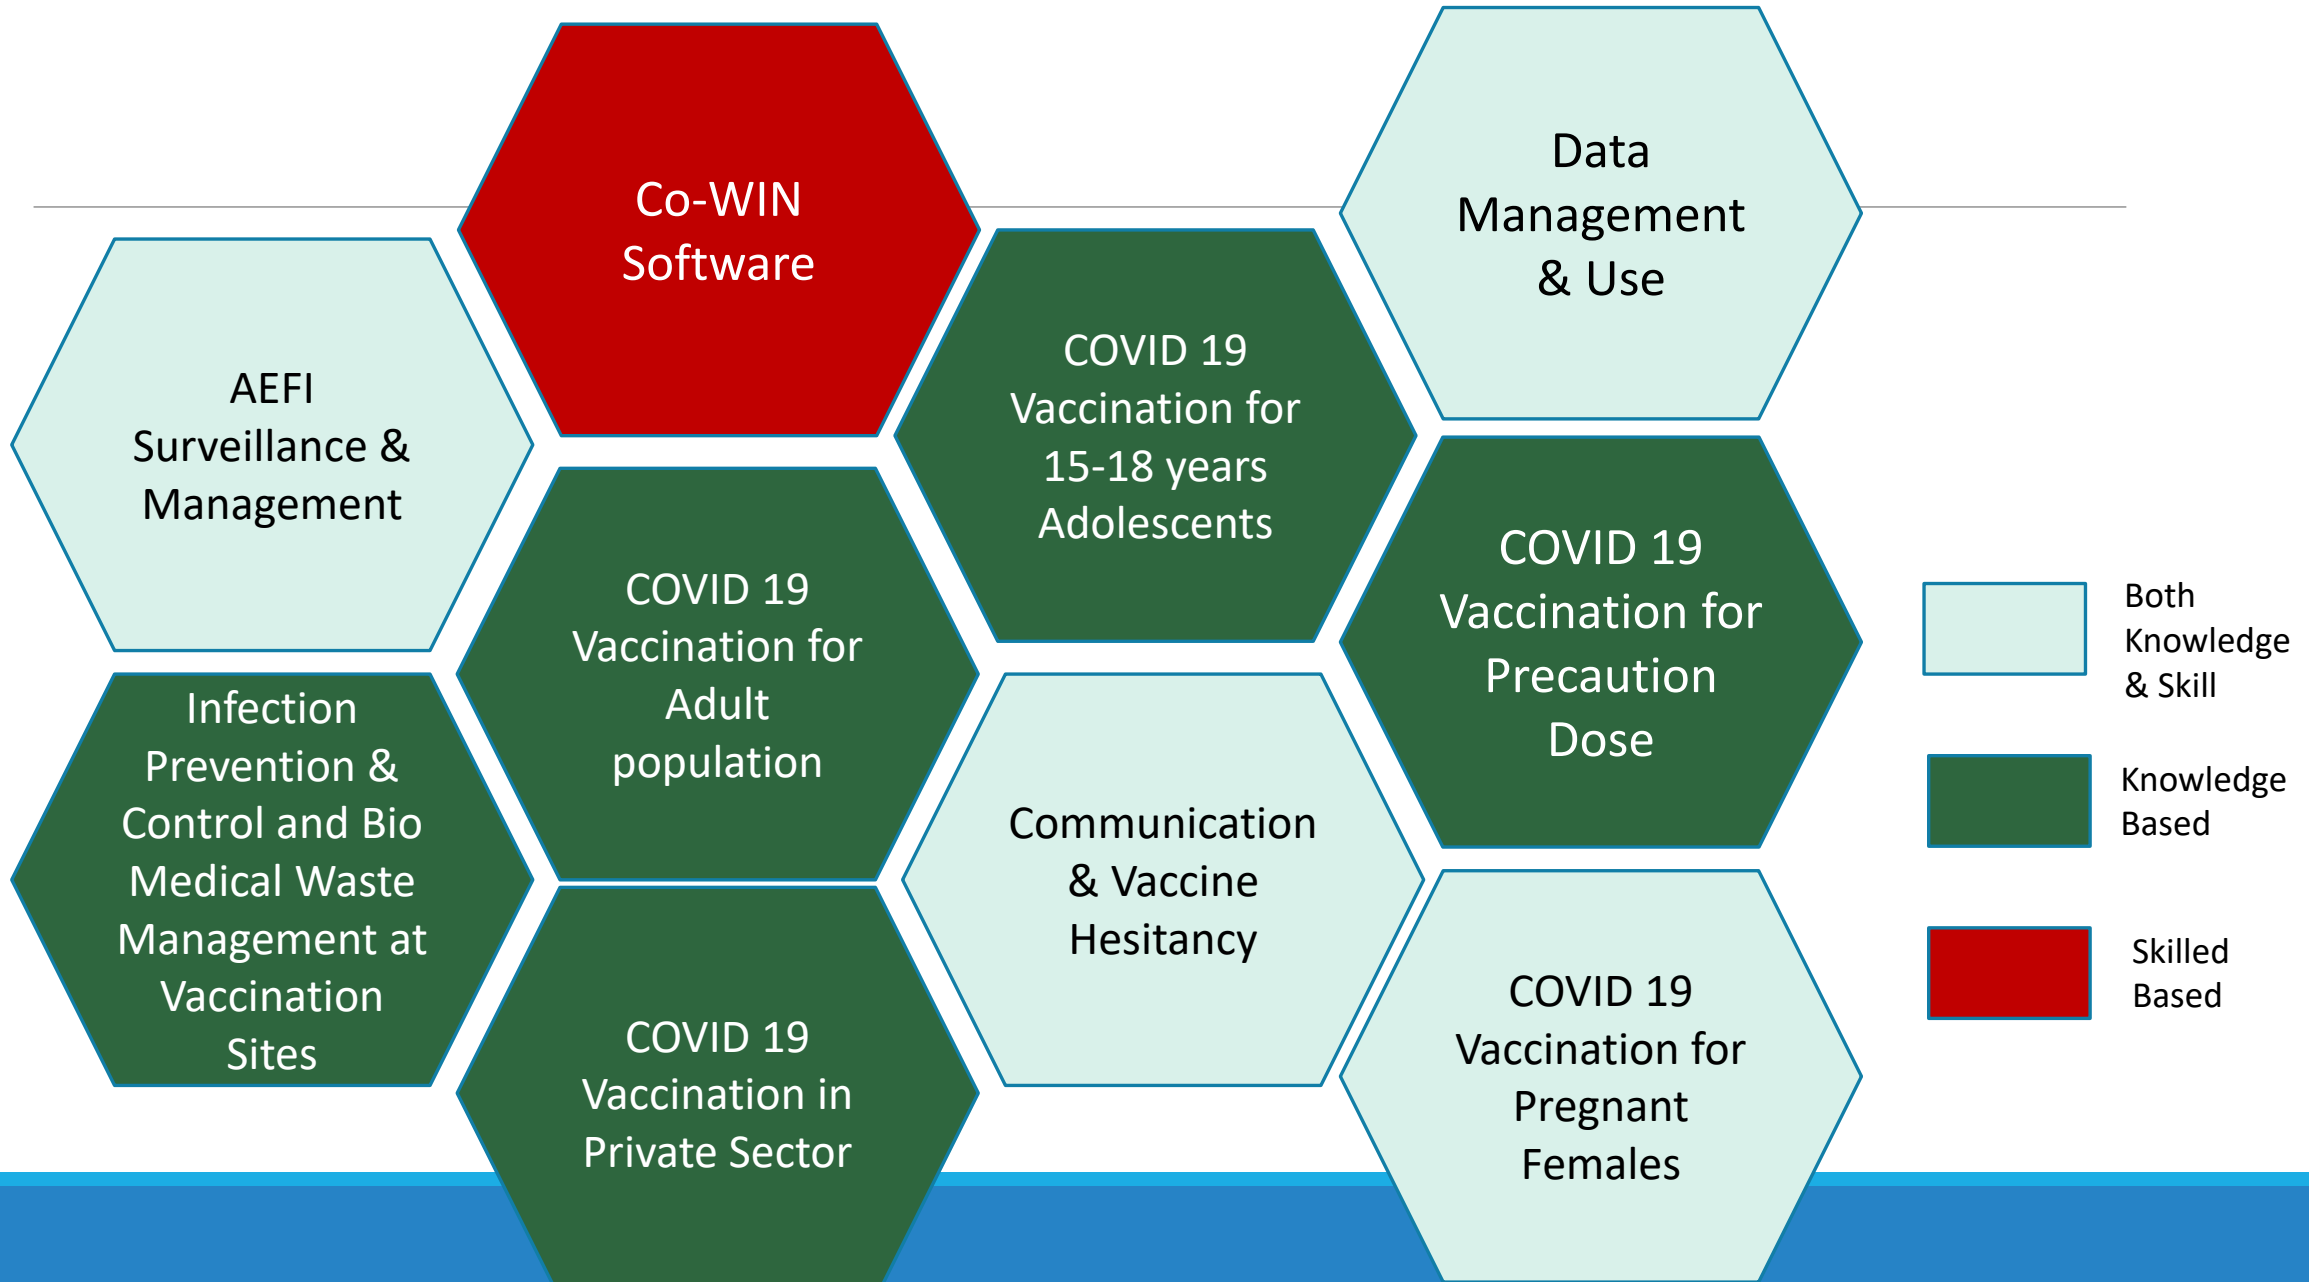 Co-WIN
Software
Data
Management
& Use
AEFI
Surveillance &
Management
COVID 19
Vaccination for
15-18 years
Adolescents
COVID 19
Vaccination for
Adult
population
COVID 19
Vaccination for
Precaution
Dose
Infection
Prevention &
Control and Bio
Medical Waste
Management at
Vaccination
Sites
Communication
& Vaccine
Hesitancy
COVID 19
Vaccination in
Private Sector
COVID 19
Vaccination for
Pregnant
Females
Both
Knowledge
& Skill
Knowledge
Based
Skilled
Based